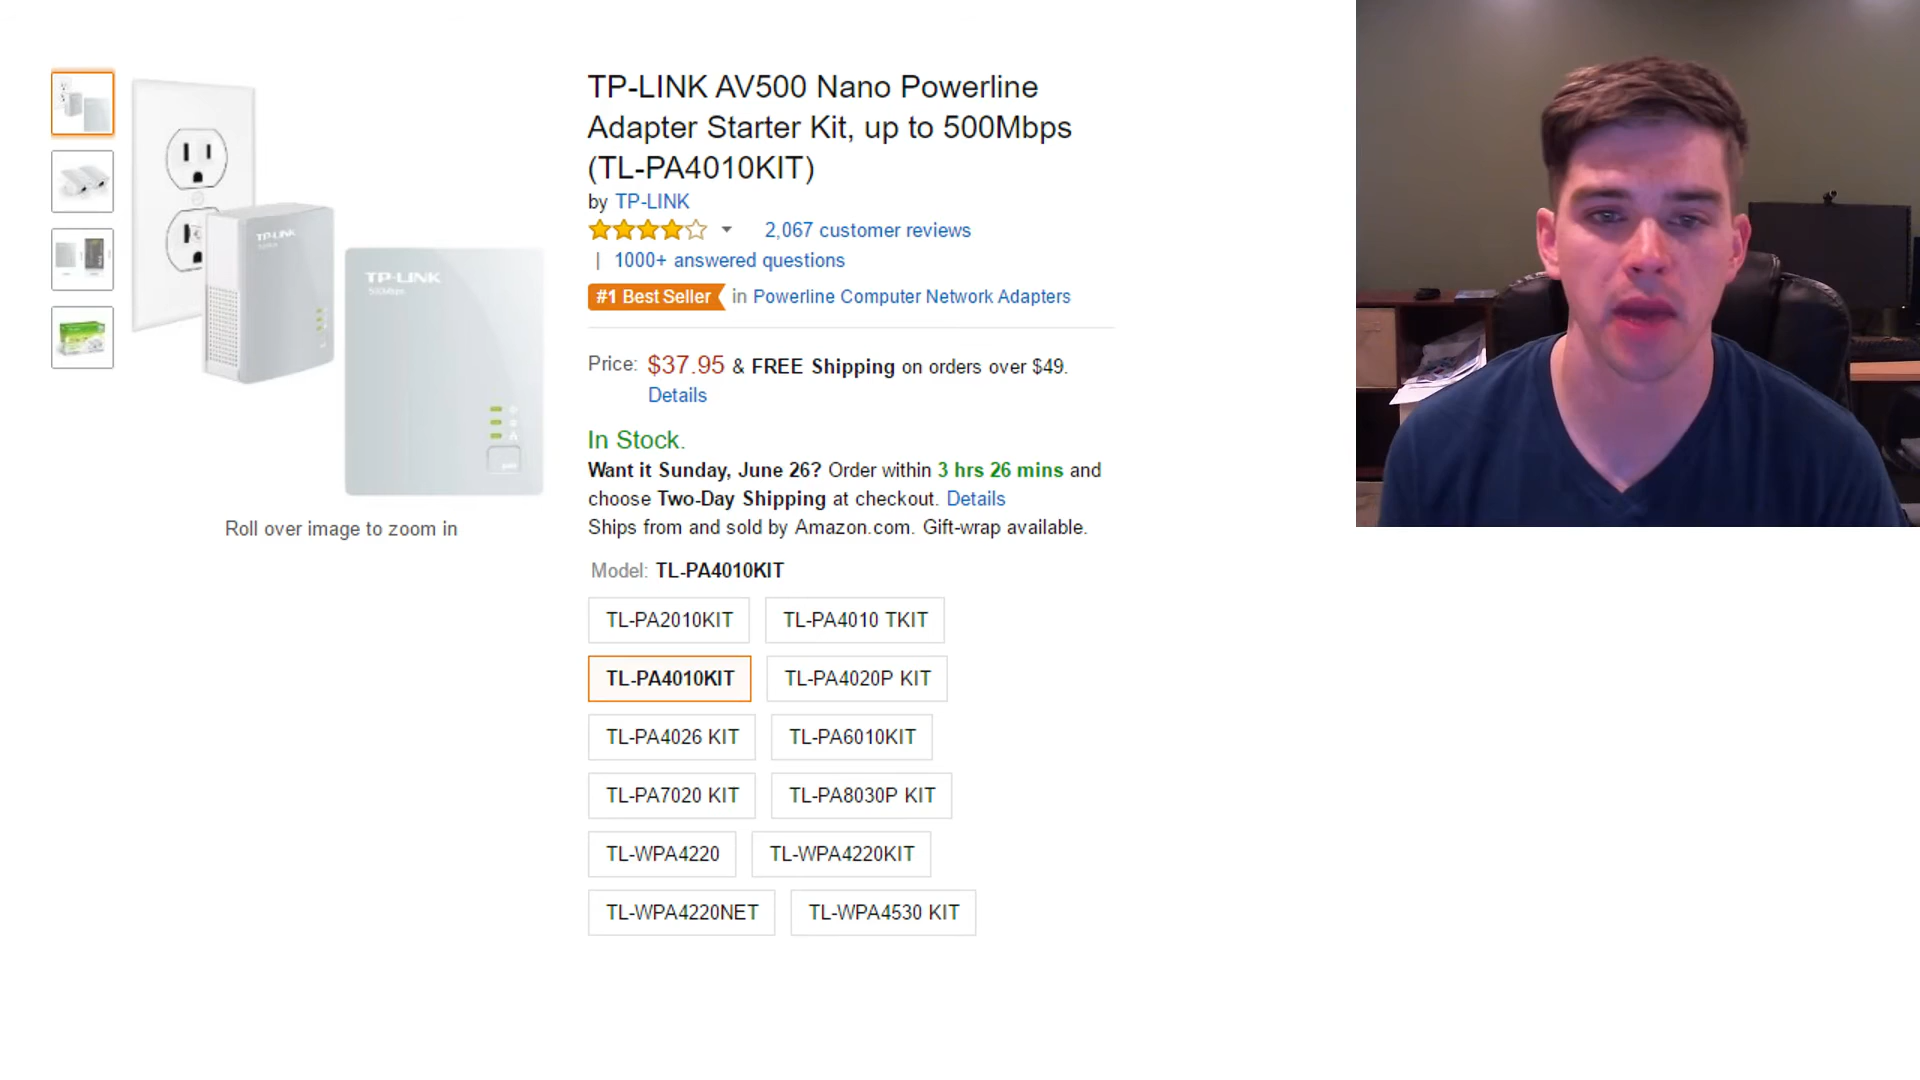 TP-LINK AV500 Nano Powerline
Adapter Starter Kit, up to 500Mbps
(TL-PA4010KIT)
by TP-LINK
2,067 customer reviews
| 1000+ answered questions
#1 Best Seller in Powerline Computer Network Adapters
Price: $37.95 & FREE Shipping on orders over $49.
Details
In Stock.
Want it Sunday, June 26? Order within 3 hrs 26 mins and
choose Two-Day Shipping at checkout. Details
Ships from and sold by Amazon.com. Gift-wrap available.
Model: TL-PA4010KIT
TL-PA2010KIT
TL-PA4010 TKIT
TL-PA4010KIT
TL-PA4020P KIT
TL-PA4026 KIT
TL-PA6010KIT
TL-PA7020 KIT
TL-PA8030P KIT
TL-WPA4220
TL-WPA4220KIT
TL-WPA4220NET
TL-WPA4530 KIT
TP-LINK
TP-LINK
500Mbps
Roll over image to zoom in